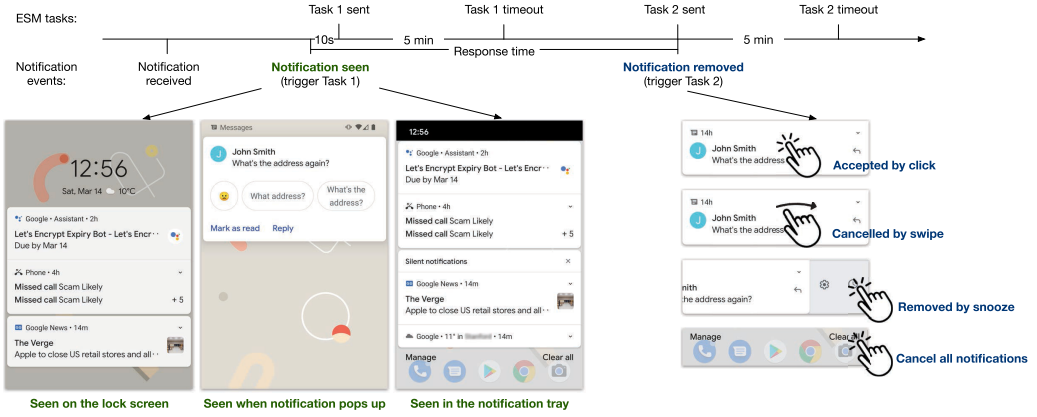 ESM tasks:
Task 1 sent
Task 1 timeout
Task 2 sent
Task 2 timeout
10s
5 min
5 min
Response time
Notification events:
Notification received
Notification seen
(trigger Task 1)
Notification removed
(trigger Task 2)
12:56
Sat, Mar 14 10°C
Google • Assistant • 2h
Let's Encrypt Expiry Bot - Let's Encr··
Due by Mar 14
Phone • 4h
Missed call Scam Likely
Missed call Scam Likely
+ 5
Google News • 14m
The Verge
Apple to close US retail stores and all··
Seen on the lock screen
Messages
J
John Smith
What's the address again?
What address?
What's the
address?
Mark as read
Reply
Seen when notification pops up
12:56
Google • Assistant • 2h
Let's Encrypt Expiry Bot - Let's Encr··
Due by Mar 14
Phone • 4h
Missed call Scam Likely
Missed call Scam Likely
+ 5
Silent notifications
Google News • 14m
The Verge
Apple to close US retail stores and all··
Google • 11° in
• 14m
Manage
Clear all
Seen in the notification tray
14h
J
John Smith
What's the address
Accepted by click
14h
J
John Smith
What's the address
Cancelled by swipe
nith
he address again?
Removed by snooze
Manage
Clear all
Cancel all notifications